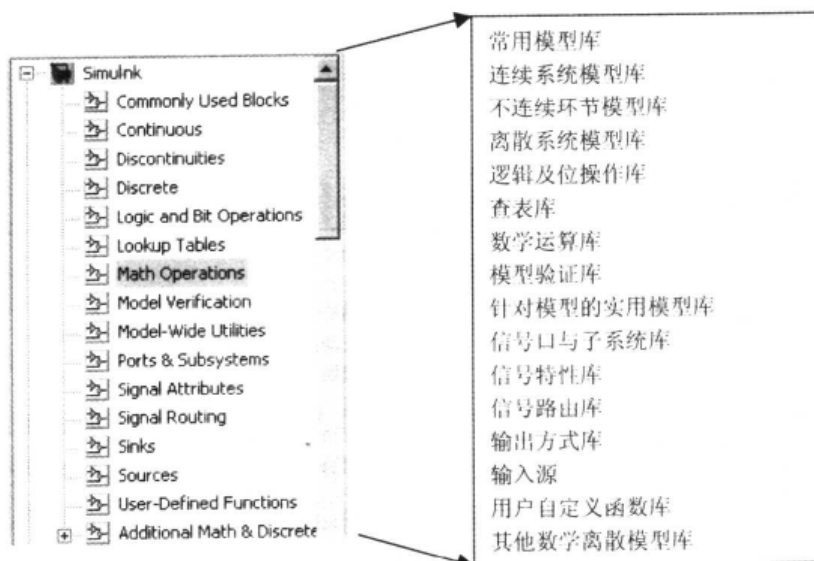 Simulink
Commonly Used Blocks
Continuous
Discontinuities
Discrete
Logic and Bit Operations
Lookup Tables
Math Operations
Model Verification
Model-Wide Utilities
Ports & Subsystems
Signal Attributes
Signal Routing
Sinks
Sources
User-Defined Functions
Additional Math & Discrete
常用模型库
连续系统模型库
不连续环节模型库
离散系统模型库
逻辑及位操作库
查表库
数学运算库
模型验证库
针对模型的实用模型库
信号口与子系统库
信号特性库
信号路由库
输出方式库
输入源
用户自定义函数库
其他数学离散模型库